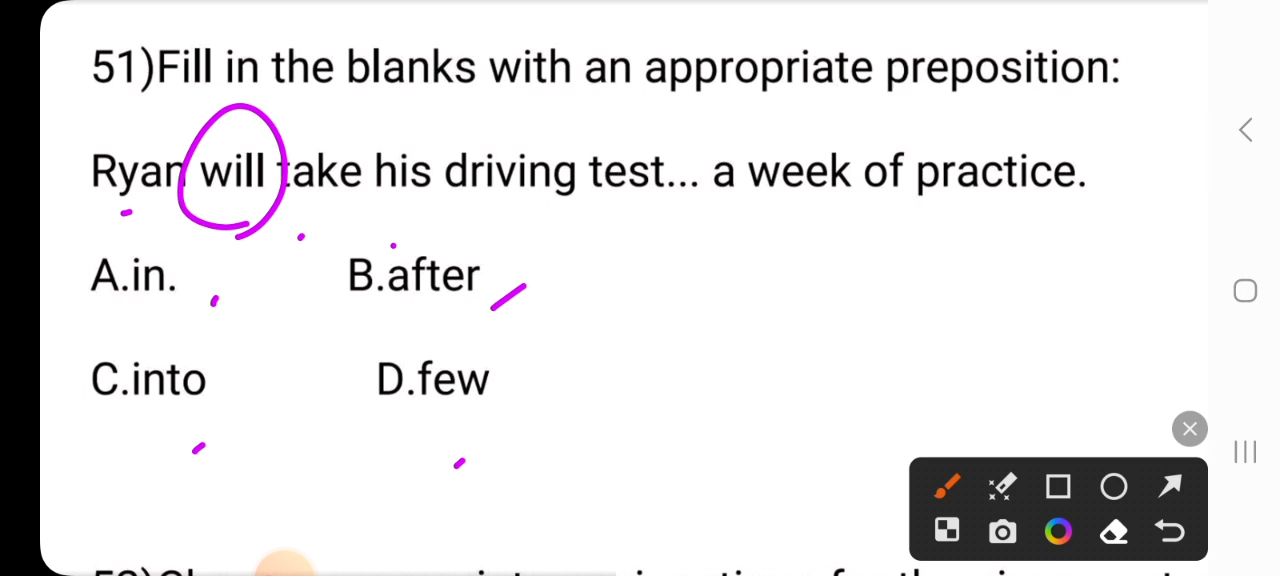 51)Fill in the blanks with an appropriate preposition:
Ryan will take his driving test... a week of practice.
A.in. B.after
C.into D.few